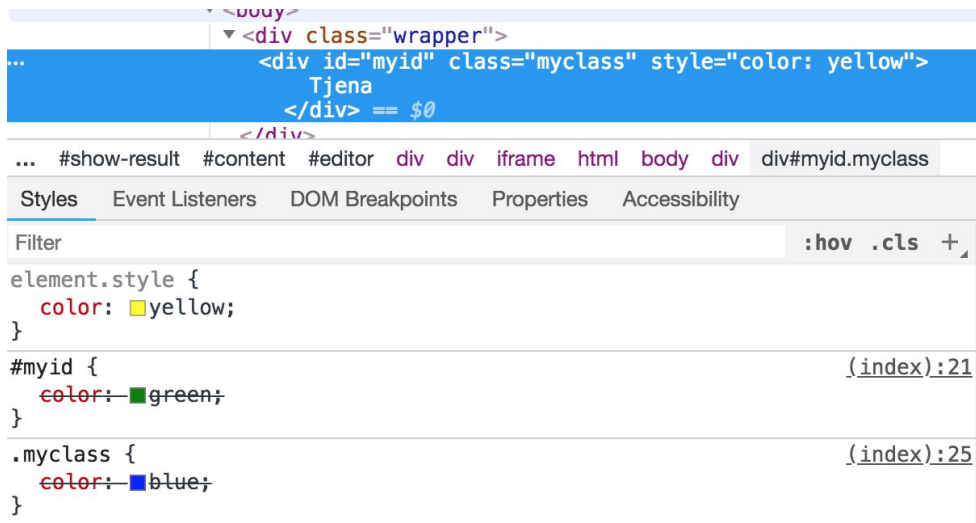 ▼ <body>
▼ <div class="wrapper">
... <div id="myid" class="myclass" style="color: yellow">
Tjena
</div> == $0
</div>
... #show-result #content #editor div div iframe html body div div#myid.myclass
Styles Event Listeners DOM Breakpoints Properties Accessibility
Filter :hov .cls +
element.style {
color: yellow;
}
#myid { (index):21
color: green;
}
.myclass { (index):25
color: blue;
}